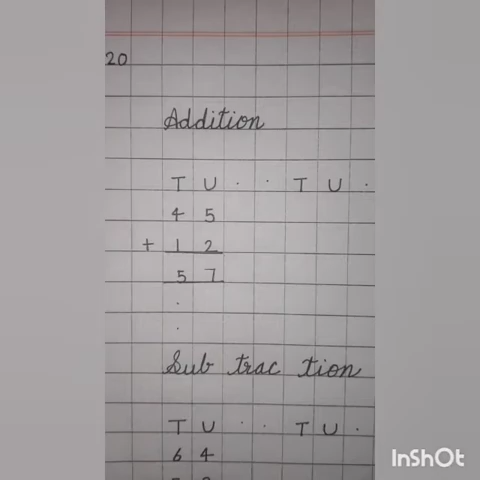 20
Addition
T U . . T U .
4 5
+ 1 2
5 7
.
.
Sub trac tion
T U . . T U .
6 4
InShOt